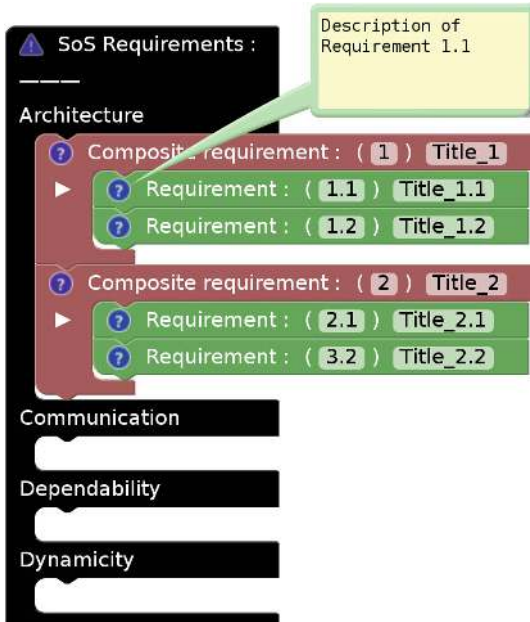 SoS Requirements :
Description of
Requirement 1.1
Architecture
Composite requirement : ( 1 ) Title_1
Requirement : ( 1.1 ) Title_1.1
Requirement : ( 1.2 ) Title_1.2
Composite requirement : ( 2 ) Title_2
Requirement : ( 2.1 ) Title_2.1
Requirement : ( 3.2 ) Title_2.2
Communication
Dependability
Dynamicity